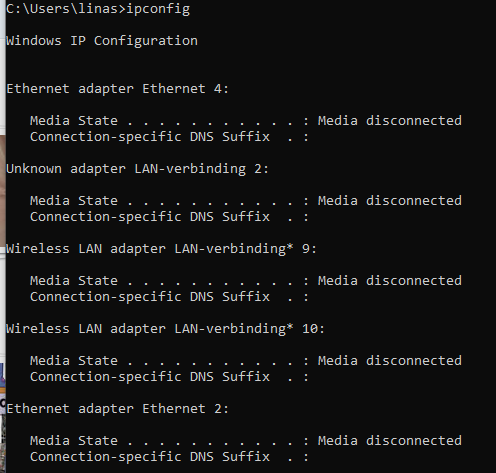 C:\Users\linas>ipconfig
Windows IP Configuration
Ethernet adapter Ethernet 4:
Media State . . . . . . . . . . . : Media disconnected
Connection-specific DNS Suffix  . :
Unknown adapter LAN-verbinding 2:
Media State . . . . . . . . . . . : Media disconnected
Connection-specific DNS Suffix  . :
Wireless LAN adapter LAN-verbinding* 9:
Media State . . . . . . . . . . . : Media disconnected
Connection-specific DNS Suffix  . :
Wireless LAN adapter LAN-verbinding* 10:
Media State . . . . . . . . . . . : Media disconnected
Connection-specific DNS Suffix  . :
Ethernet adapter Ethernet 2:
Media State . . . . . . . . . . . : Media disconnected
Connection-specific DNS Suffix  . :